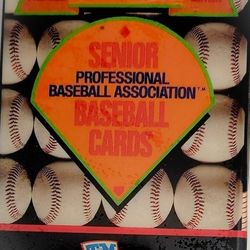 SENIOR
PROFESSIONAL
BASEBALL ASSOCIATION™
BASEBALL
CARDS